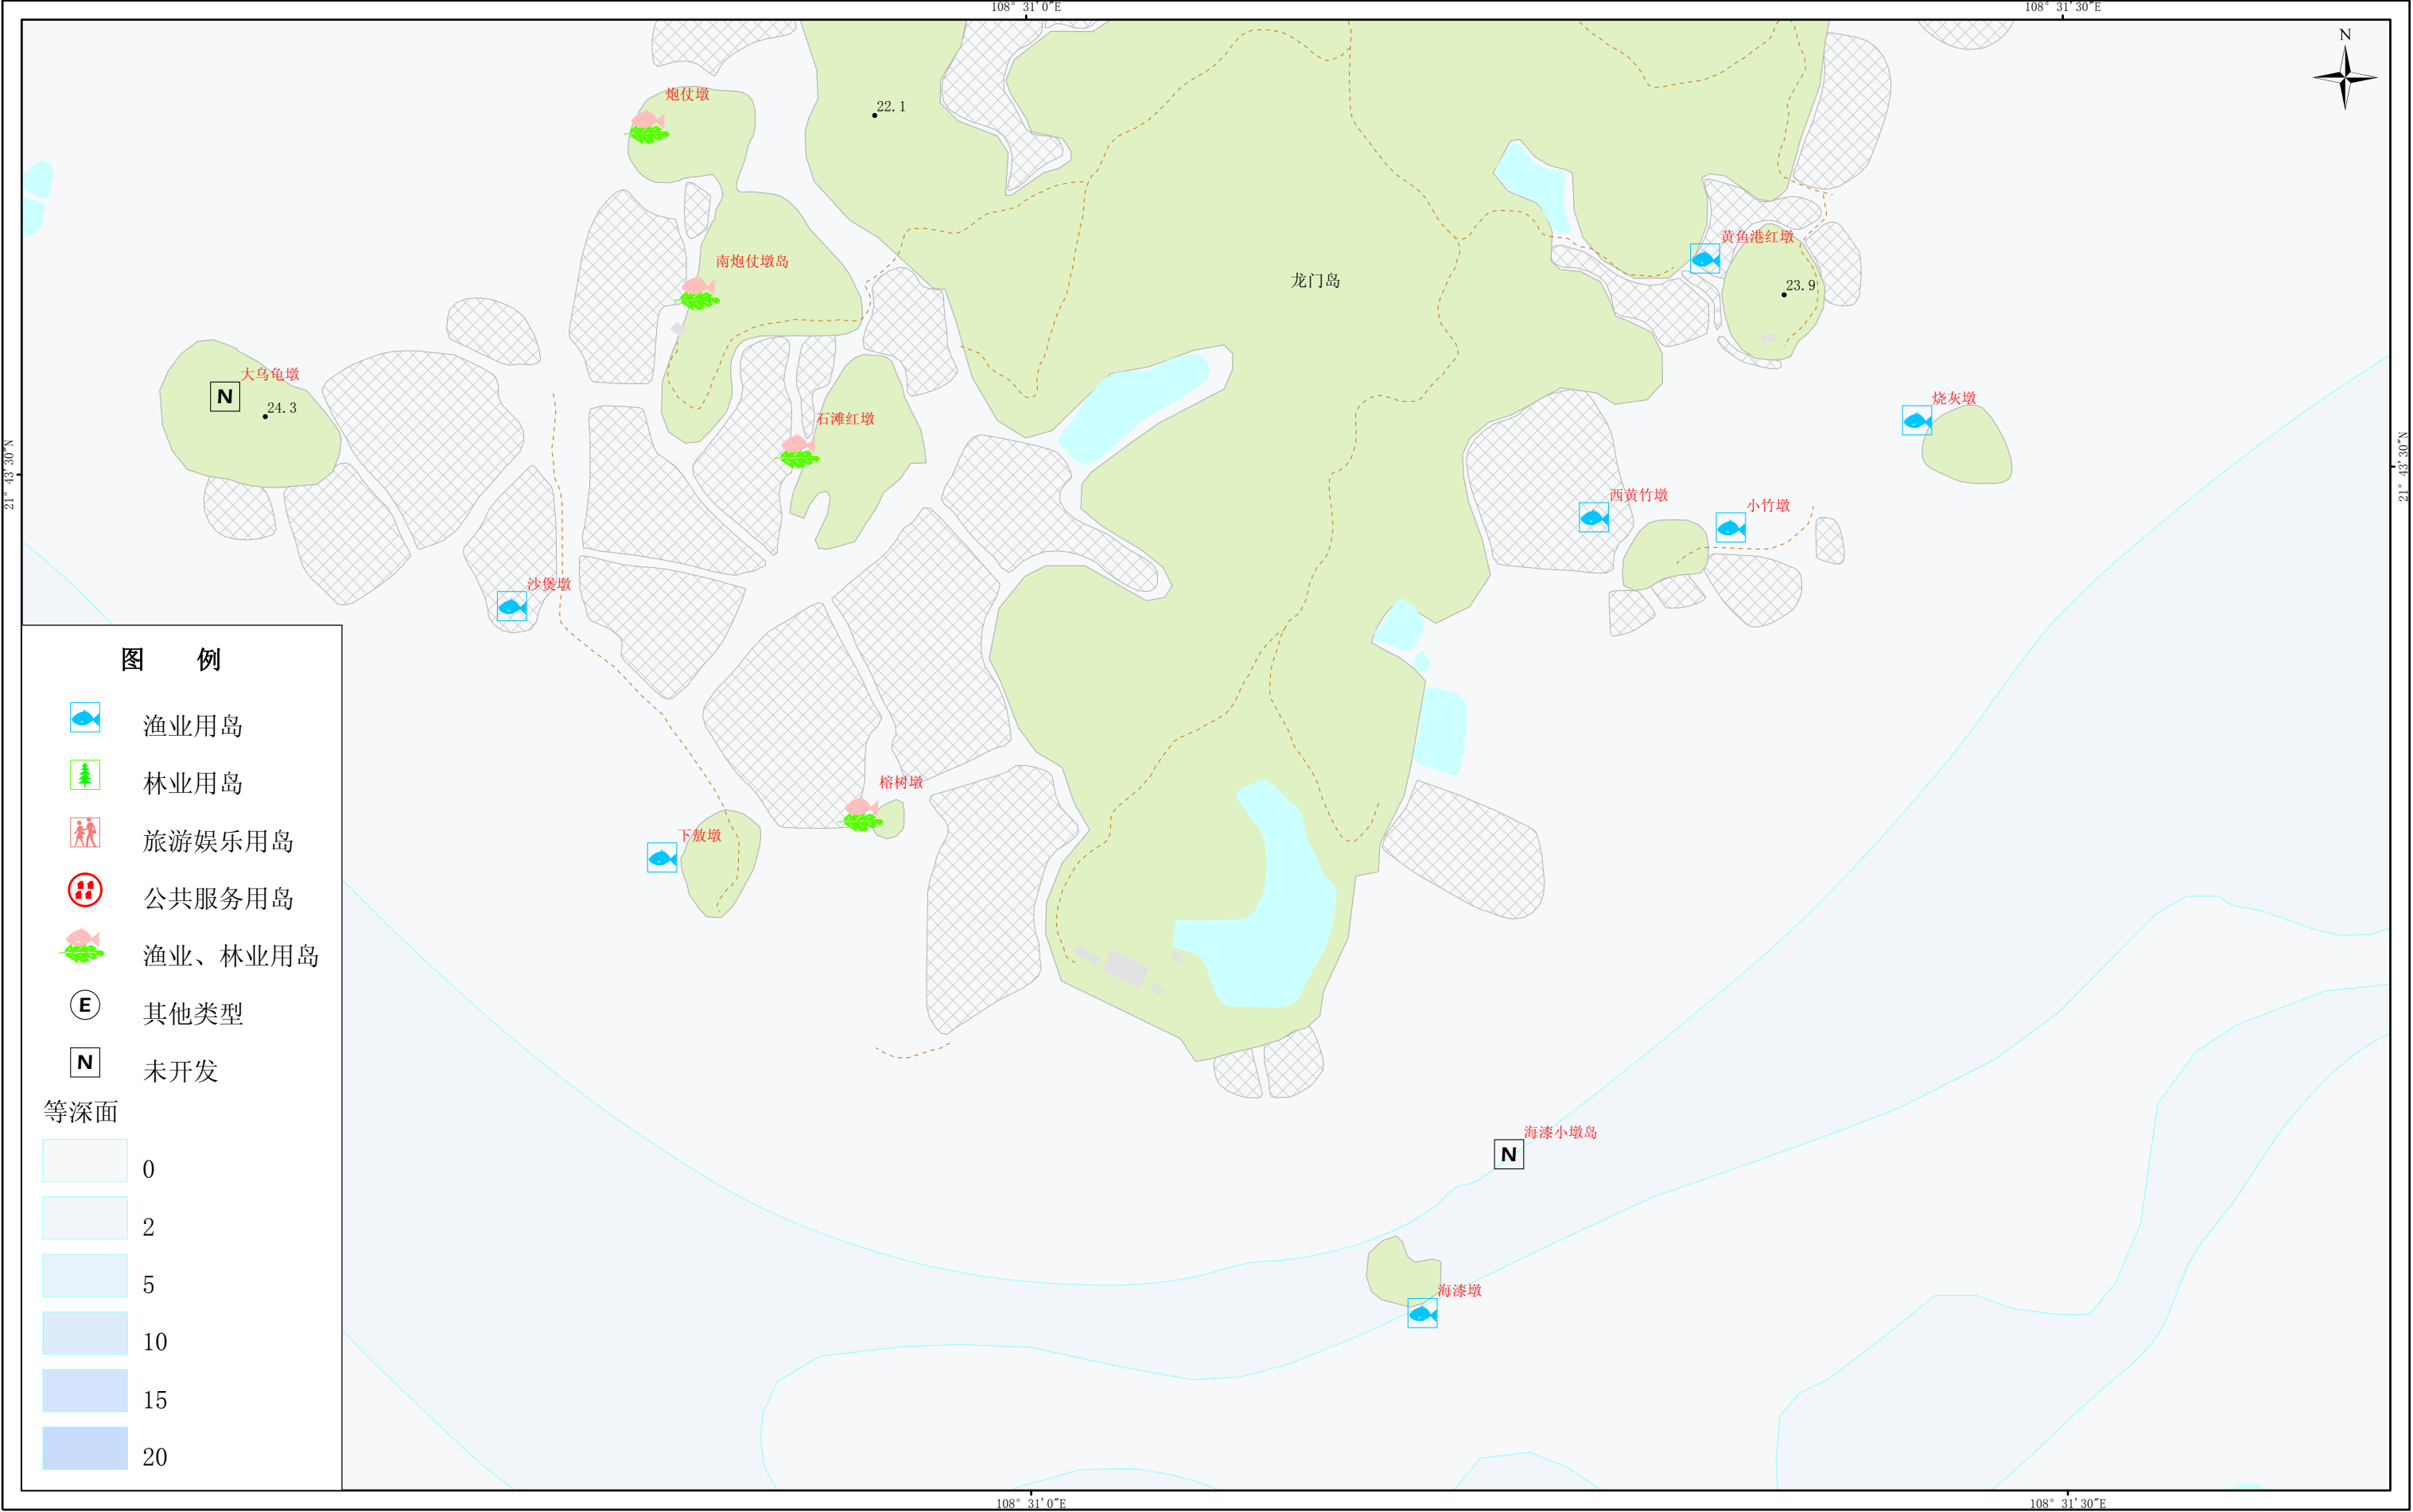 108° 31'0"E
108° 31'30"E
N
炮仗墩
22.1
黄鱼港红墩
南炮仗墩岛
龙门岛
23.9
大乌龟墩
N
24.3
烧灰墩
石滩红墩
21° 43'30"N
21° 43'30"N
西黄竹墩
小竹墩
沙煲墩
榕树墩
下敖墩
海漆小墩岛
N
海漆墩
图 例
渔业用岛
林业用岛
旅游娱乐用岛
公共服务用岛
渔业、林业用岛
E 其他类型
N 未开发
等深面
0
2
5
10
15
20
108° 31'0"E
108° 31'30"E